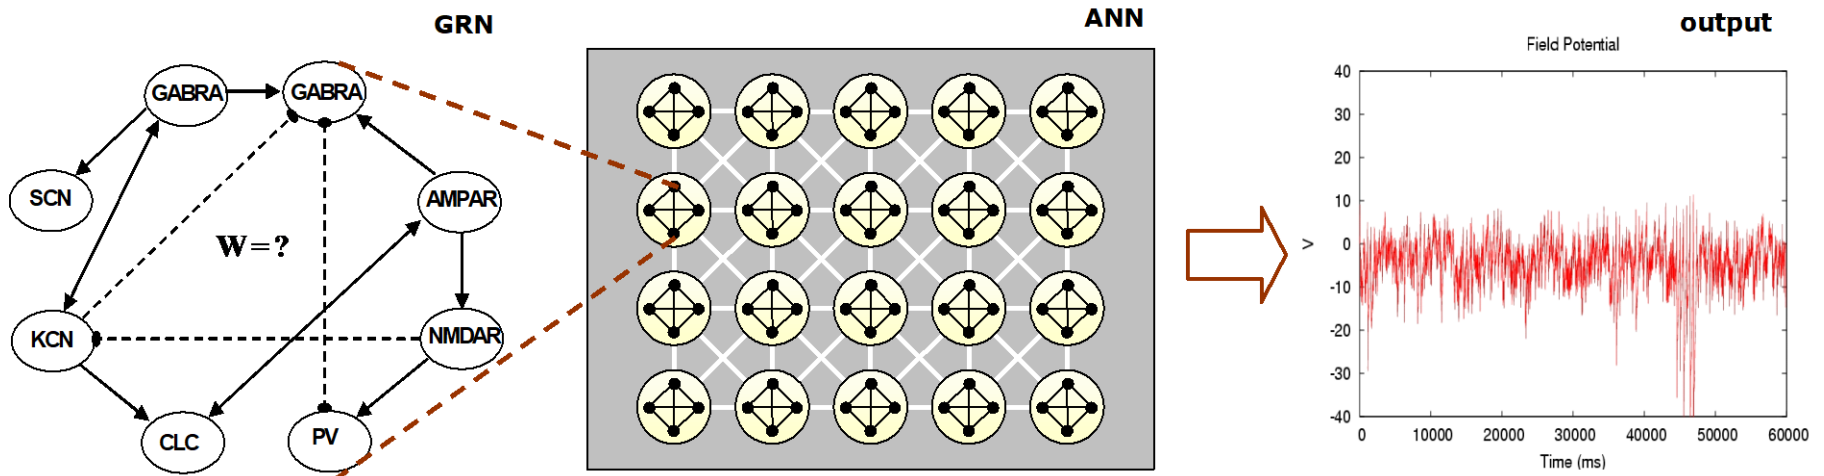 GRN
ANN
output
GABRA
GABRA
SCN
AMPAR
W=?
KCN
NMDAR
CLC
PV
Field Potential
V
40
30
20
10
0
-10
-20
-30
-40
0 10000 20000 30000 40000 50000 60000
Time (ms)